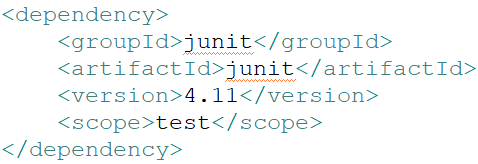 <dependency>
    <groupId>junit</groupId>
    <artifactId>junit</artifactId>
    <version>4.11</version>
    <scope>test</scope>
</dependency>